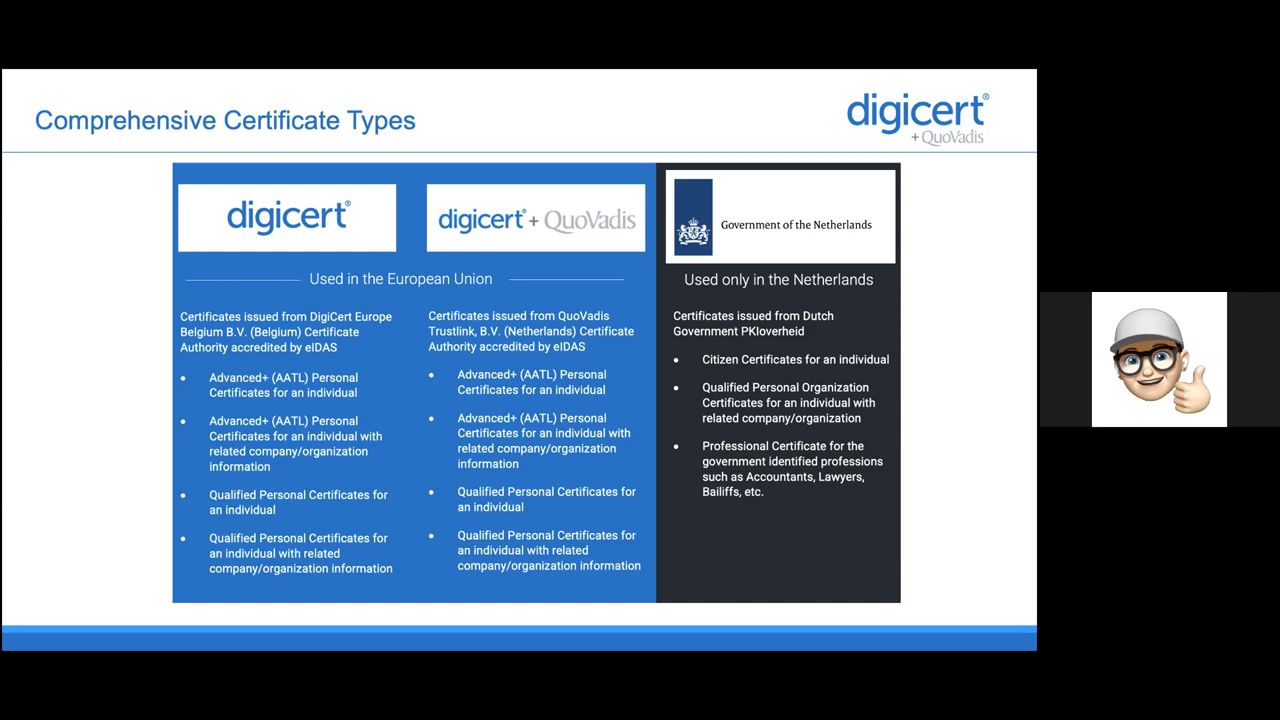 Comprehensive Certificate Types
digicert®
+ QuoVadis
digicert®
digicert® + QuoVadis
Used in the European Union
Certificates issued from DigiCert Europe
Belgium B.V. (Belgium) Certificate
Authority accredited by eIDAS
• Advanced+ (AATL) Personal
Certificates for an individual
• Advanced+ (AATL) Personal
Certificates for an individual with
related company/organization
information
• Qualified Personal Certificates for
an individual
• Qualified Personal Certificates for
an individual with related
company/organization information
Certificates issued from QuoVadis
Trustlink, B.V. (Netherlands) Certificate
Authority accredited by eIDAS
• Advanced+ (AATL) Personal
Certificates for an individual
• Advanced+ (AATL) Personal
Certificates for an individual with
related company/organization
information
• Qualified Personal Certificates for
an individual
• Qualified Personal Certificates for
an individual with related
company/organization information
Government of the Netherlands
Used only in the Netherlands
Certificates issued from Dutch
Government PKIoverheid
• Citizen Certificates for an individual
• Qualified Personal Organization
Certificates for an individual with
related company/organization
• Professional Certificate for the
government identified professions
such as Accountants, Lawyers,
Bailiffs, etc.